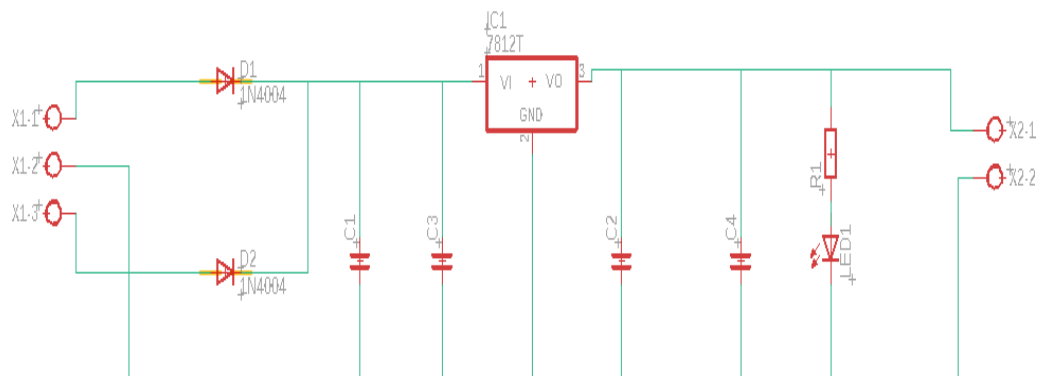 IC1
7812T
D1
1N4004
1
VI
VO
3
GND
2
X1-1
X1-2
X1-3
X2-1
X2-2
R1
C1
C3
C2
C4
LED1
D2
1N4004